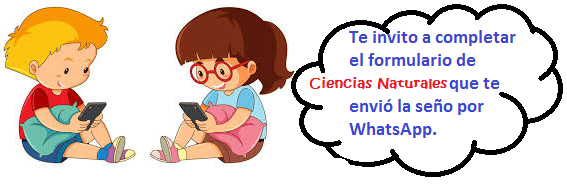 Te invito a completar
el formulario de
Ciencias Naturales que te
envió la seño por
WhatsApp.